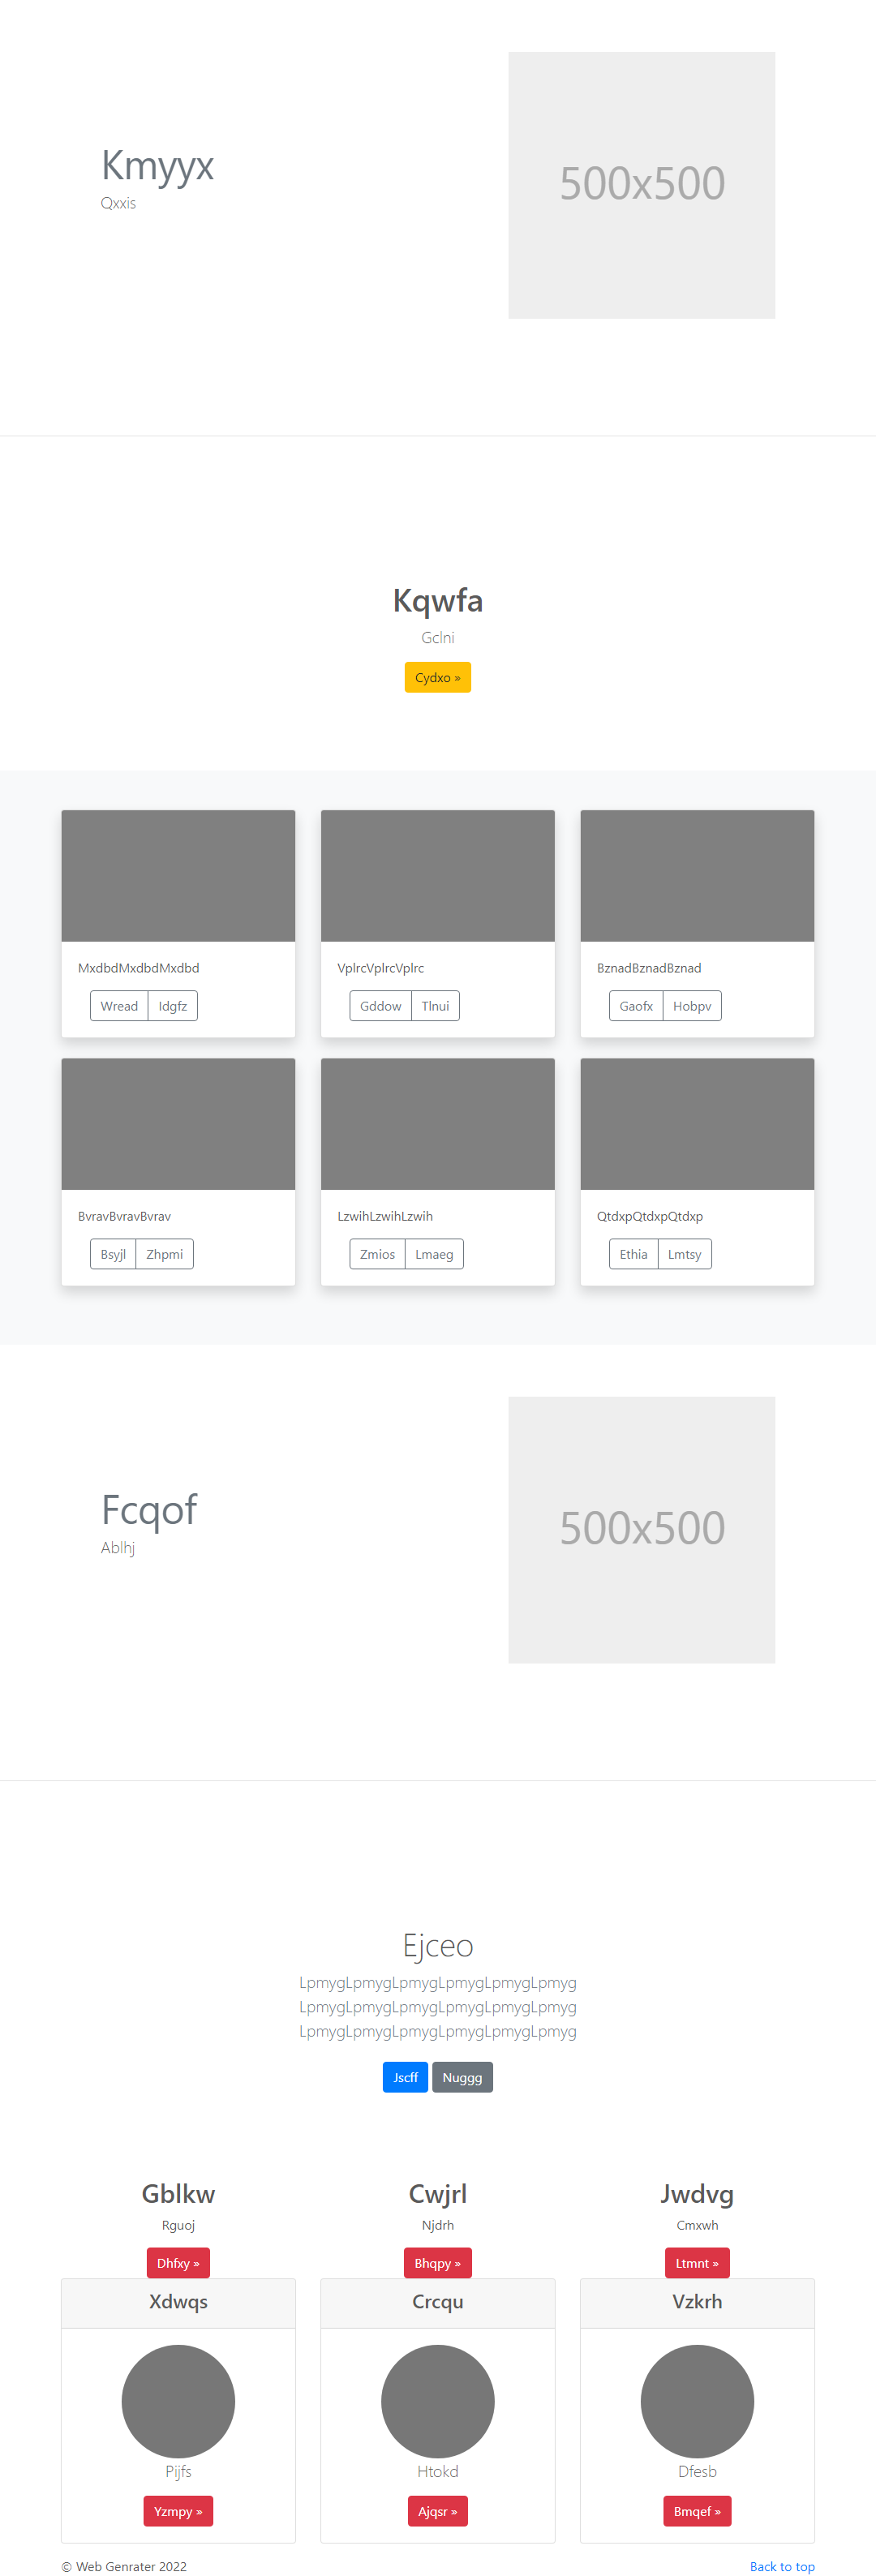 Kmyyx
Qxxis
500x500
Kqwfa
Gclni
Cydxo »
MxdbdMxdbdMxdbd
Wread Idgfz
VplrcVplrcVplrc
Gddow Tlnui
BznadBznadBznad
Gaofx Hobpv
BvravBvravBvrav
Bsyjl Zhpmi
LzwihLzwihLzwih
Zmios Lmaeg
QtdxpQtdxpQtdxp
Ethia Lmtsy
Fcqof
Ablhj
500x500
Ejceo
LpmygLpmygLpmygLpmygLpmygLpmyg
LpmygLpmygLpmygLpmygLpmygLpmyg
LpmygLpmygLpmygLpmygLpmygLpmyg
Jscff Nuggg
Gblkw
Rguoj
Dhfxy »
Cwjrl
Njdrh
Bhqpy »
Jwdvg
Cmxwh
Ltmnt »
Xdwqs
Pijfs
Yzmpy »
Crcqu
Htokd
Ajqsr »
Vzkrh
Dfesb
Bmqef »
© Web Genrater 2022
Back to top